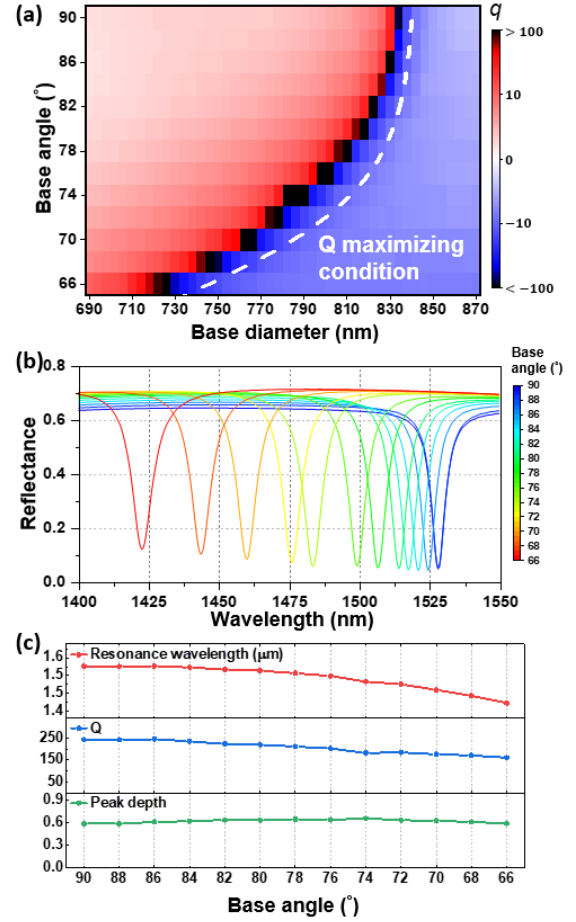 (a)
q
Base angle (°)
90
86
82
78
74
70
66
Q maximizing
condition
> 100
10
0
−10
< −100
690 710 730 750 770 790 810 830 850 870
Base diameter (nm)
(b)
Reflectance
0.8
0.6
0.4
0.2
0.0
1400 1425 1450 1475 1500 1525 1550
Wavelength (nm)
Base
angle (°)
90
88
86
84
82
80
78
76
74
72
70
68
66
(c)
1.6
1.5
1.4
Resonance wavelength (μm)
250
150
50
Q
0.9
0.6
0.3
0.0
Peak depth
90 88 86 84 82 80 78 76 74 72 70 68 66
Base angle (°)